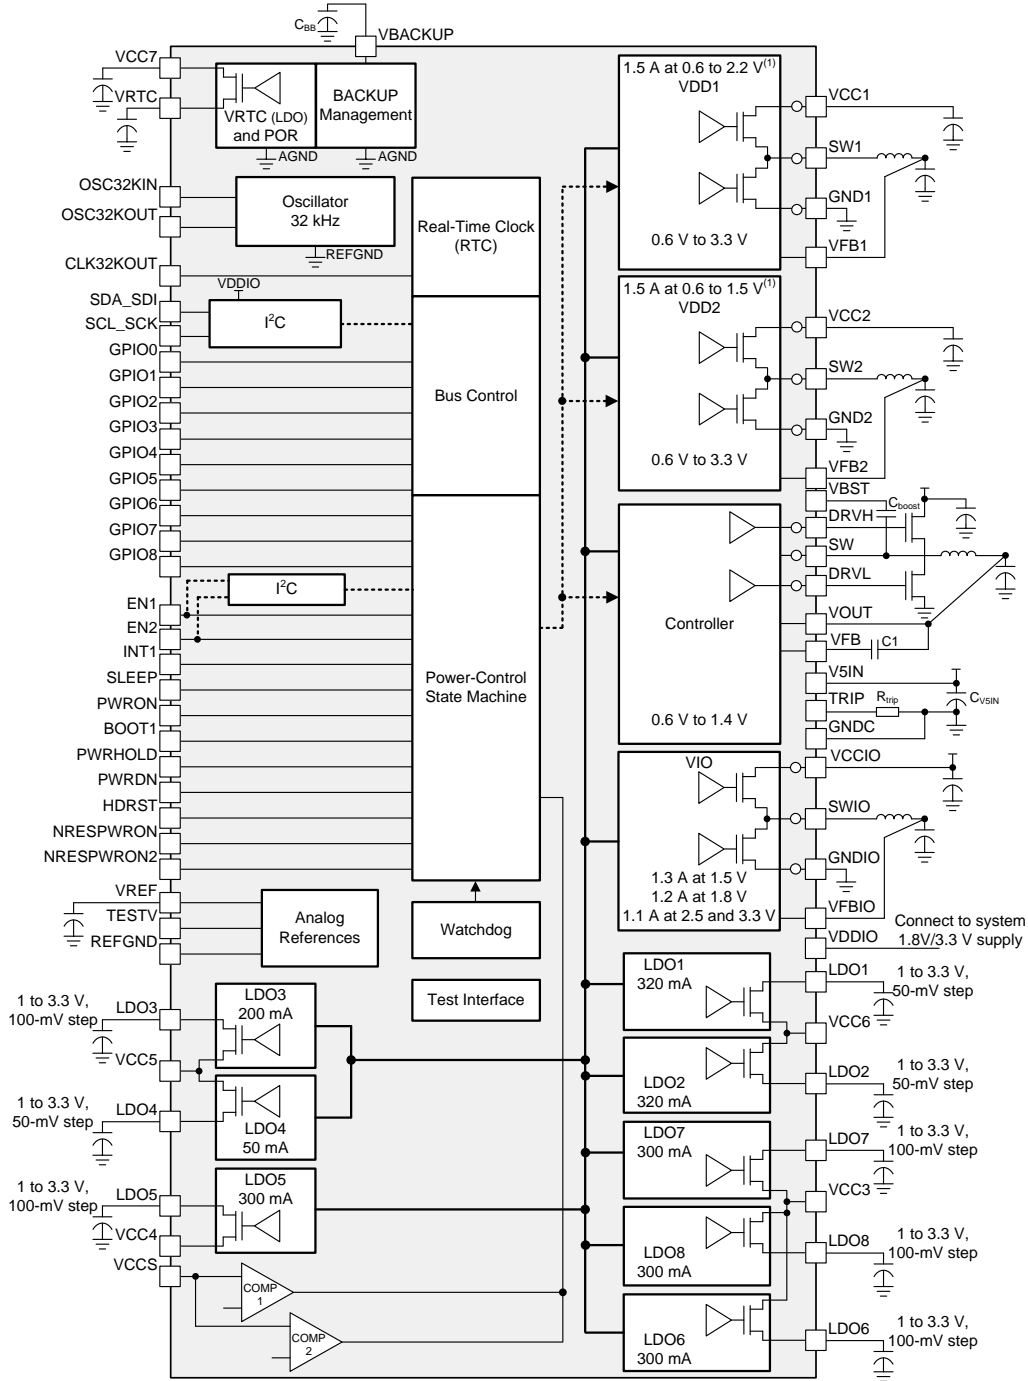 C_BB
VBACKUP
VCC7
VRTC
VRTC (LDO)
and POR
BACKUP
Management
AGND
AGND
OSC32KIN
OSC32KOUT
Oscillator
32 kHz
REFGND
CLK32KOUT
VDDIO
SDA_SDI
SCL_SCK
I²C
GPIO0
GPIO1
GPIO2
GPIO3
GPIO4
GPIO5
GPIO6
GPIO7
GPIO8
I²C
EN1
EN2
INT1
SLEEP
PWRON
BOOT1
PWRHOLD
PWRDN
HDRST
NRESPWRON
NRESPWRON2
VREF
TESTV
REFGND
Analog
References
Real-Time Clock
(RTC)
Bus Control
Power-Control
State Machine
Watchdog
Test Interface
1 to 3.3 V,
100-mV step
LDO3
LDO3
200 mA
VCC5
1 to 3.3 V,
50-mV step
LDO4
LDO4
50 mA
1 to 3.3 V,
100-mV step
LDO5
LDO5
300 mA
VCC4
VCCS
COMP
1
COMP
2
1.5 A at 0.6 to 2.2 V(1)
VDD1
0.6 V to 3.3 V
VCC1
SW1
GND1
VFB1
1.5 A at 0.6 to 1.5 V(1)
VDD2
0.6 V to 3.3 V
VCC2
SW2
GND2
VFB2
VBST
C_boost
DRVH
SW
DRVL
Controller
0.6 V to 1.4 V
VOUT
VFB
C1
V5IN
TRIP
R_trip
C_V5IN
GNDC
VIO
1.3 A at 1.5 V
1.2 A at 1.8 V
1.1 A at 2.5 and 3.3 V
VCCIO
SWIO
GNDIO
VFBIO
VDDIO
Connect to system
1.8V/3.3 V supply
LDO1
320 mA
LDO1
1 to 3.3 V,
50-mV step
VCC6
LDO2
320 mA
LDO2
1 to 3.3 V,
50-mV step
LDO7
300 mA
LDO7
1 to 3.3 V,
100-mV step
VCC3
LDO8
300 mA
LDO8
1 to 3.3 V,
100-mV step
LDO6
300 mA
LDO6
1 to 3.3 V,
100-mV step